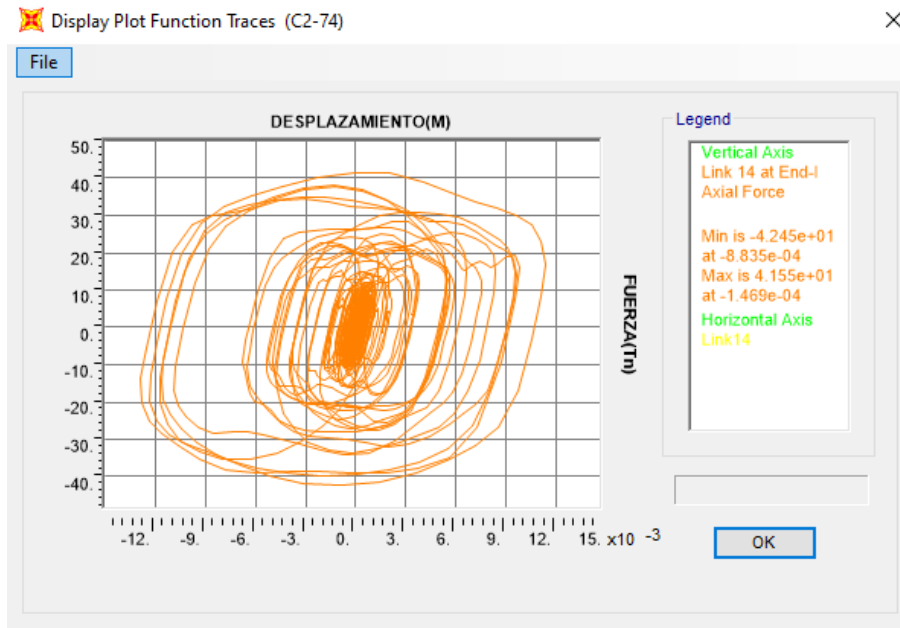 Display Plot Function Traces (C2-74)
File
DESPLAZAMIENTO(M)
50.
40.
30.
20.
10.
0.
-10.
-20.
-30.
-40.
-12. -9. -6. -3. 0. 3. 6. 9. 12. 15. x10 -3
FUERZA(Tn)
Legend
Vertical Axis
Link 14 at End-I
Axial Force
Min is -4.245e+01
at -8.835e-04
Max is 4.155e+01
at -1.469e-04
Horizontal Axis
Link14
OK